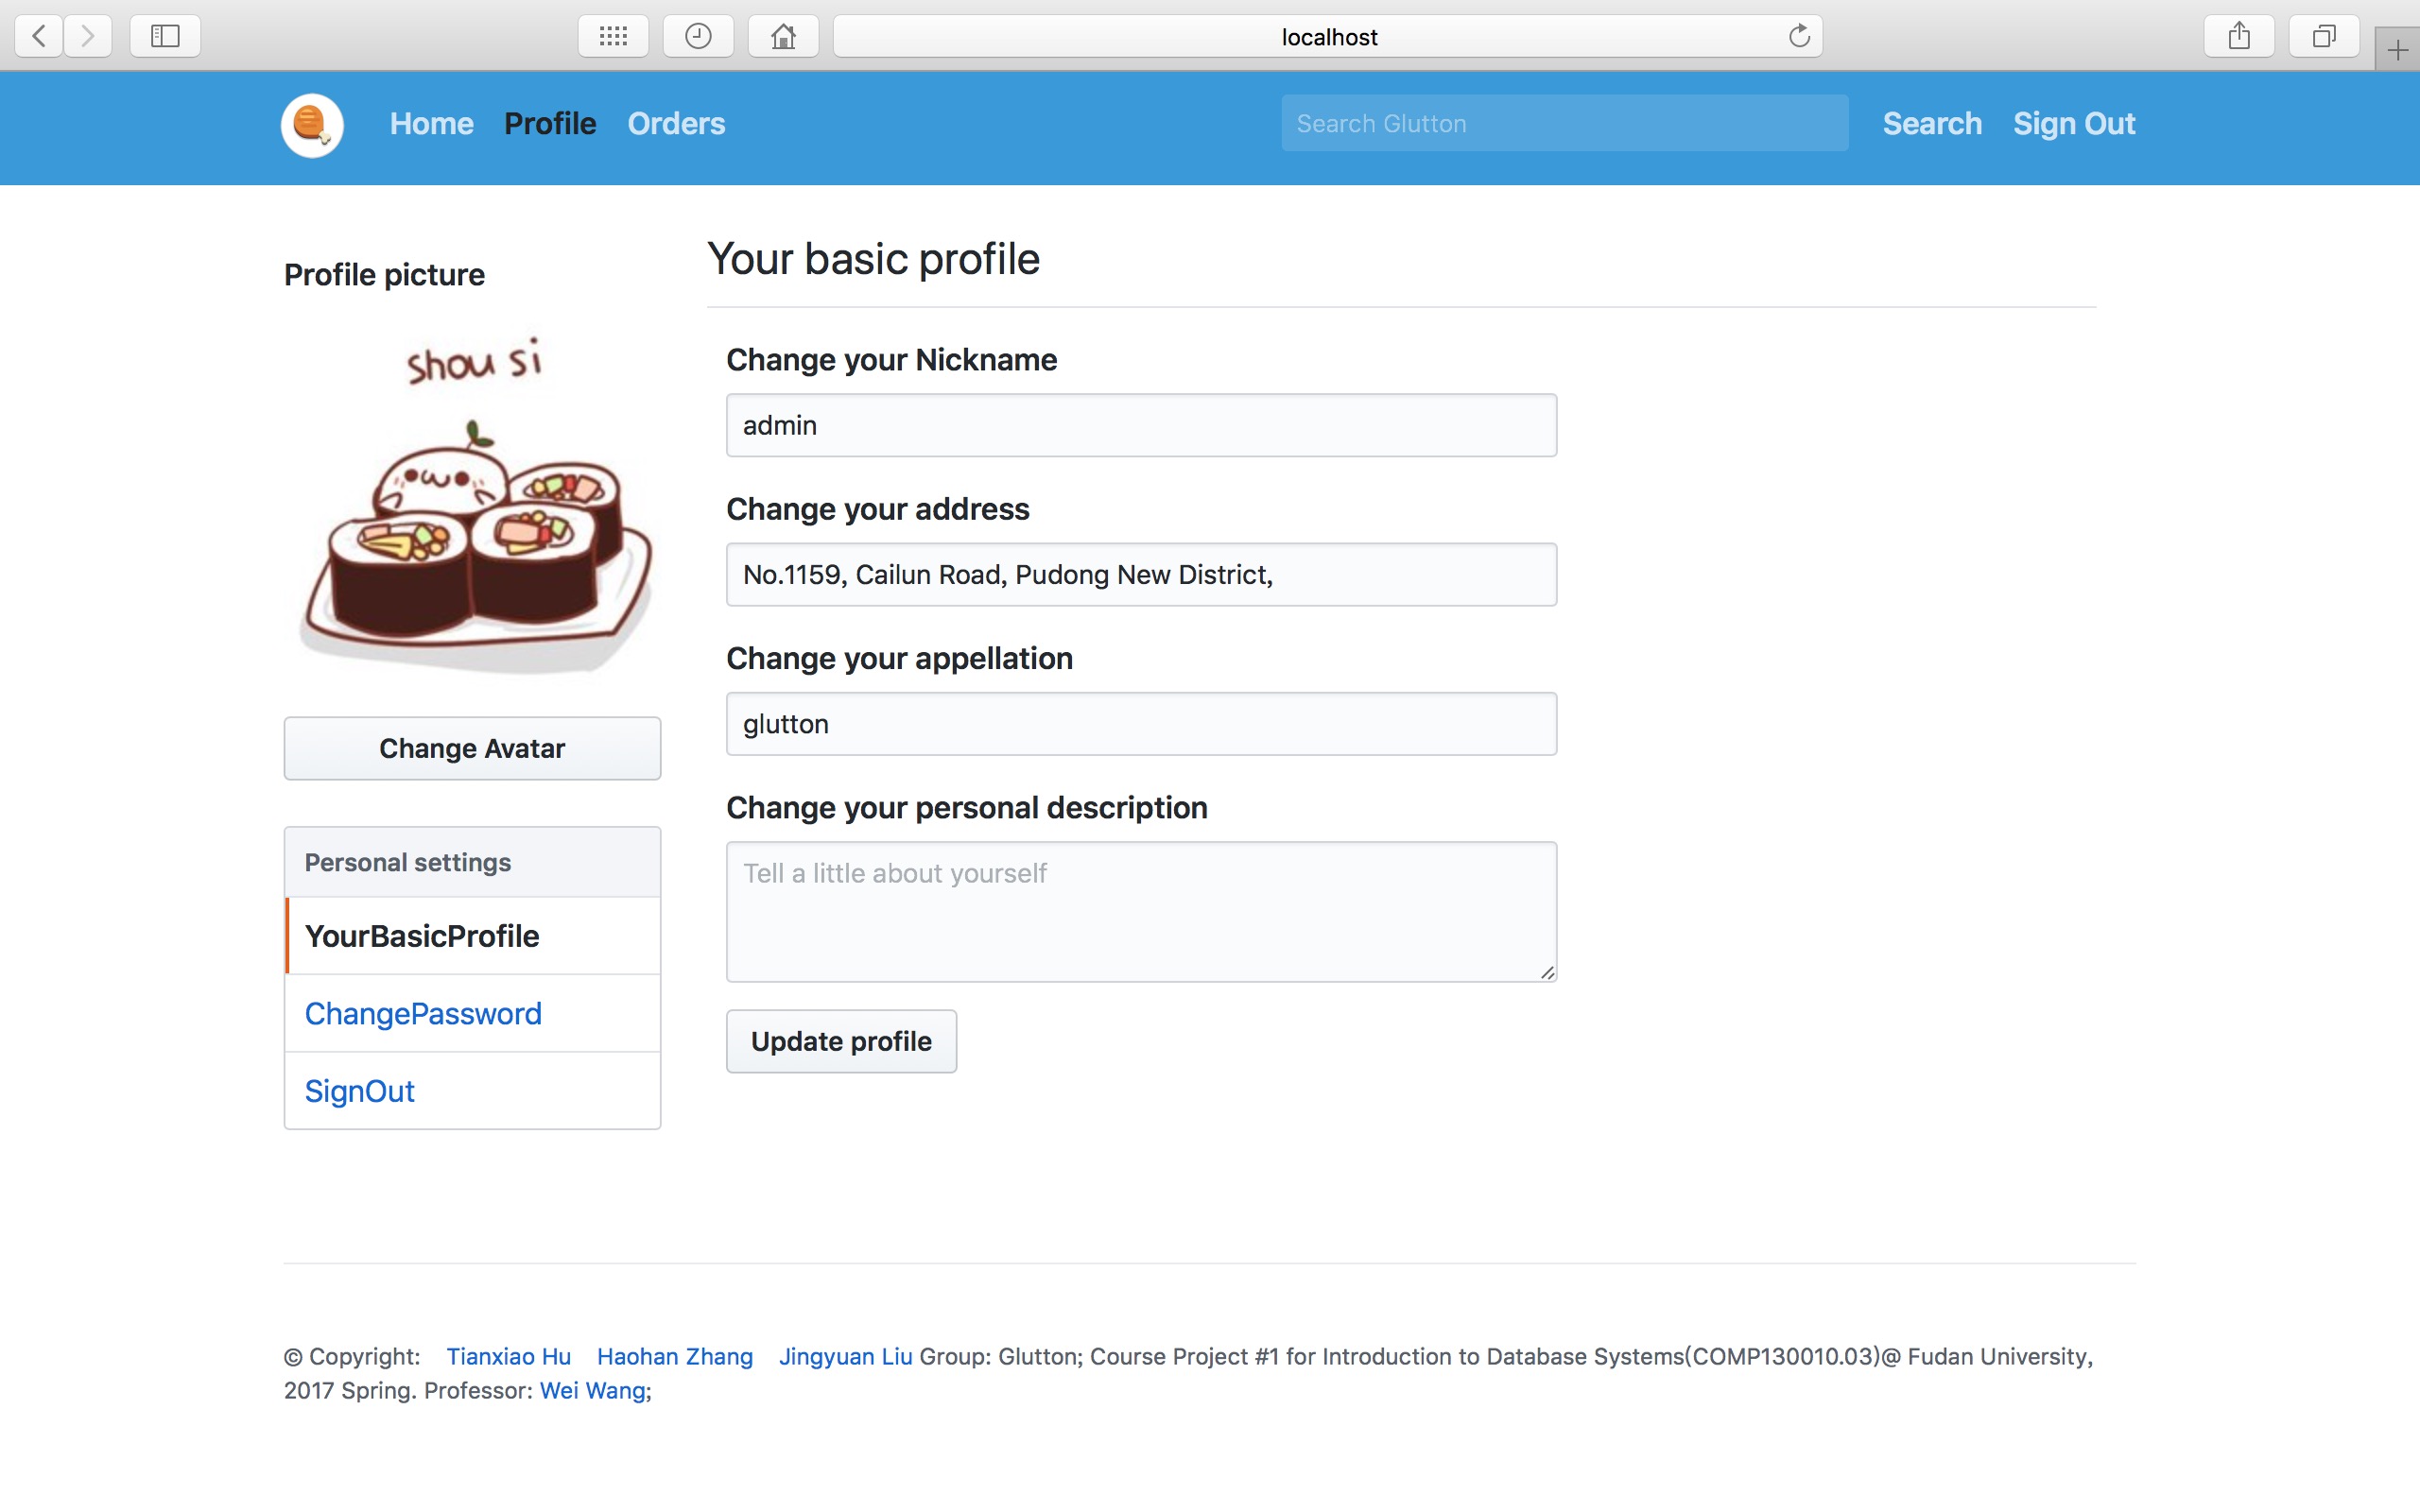 localhost
Home Profile Orders Search Glutton Search Sign Out
Profile picture
shou si
Change Avatar
Personal settings
YourBasicProfile
ChangePassword
SignOut
Your basic profile
Change your Nickname
admin
Change your address
No.1159, Cailun Road, Pudong New District,
Change your appellation
glutton
Change your personal description
Tell a little about yourself
Update profile
© Copyright: Tianxiao Hu Haohan Zhang Jingyuan Liu Group: Glutton; Course Project #1 for Introduction to Database Systems(COMP130010.03)@ Fudan University,
2017 Spring. Professor: Wei Wang;